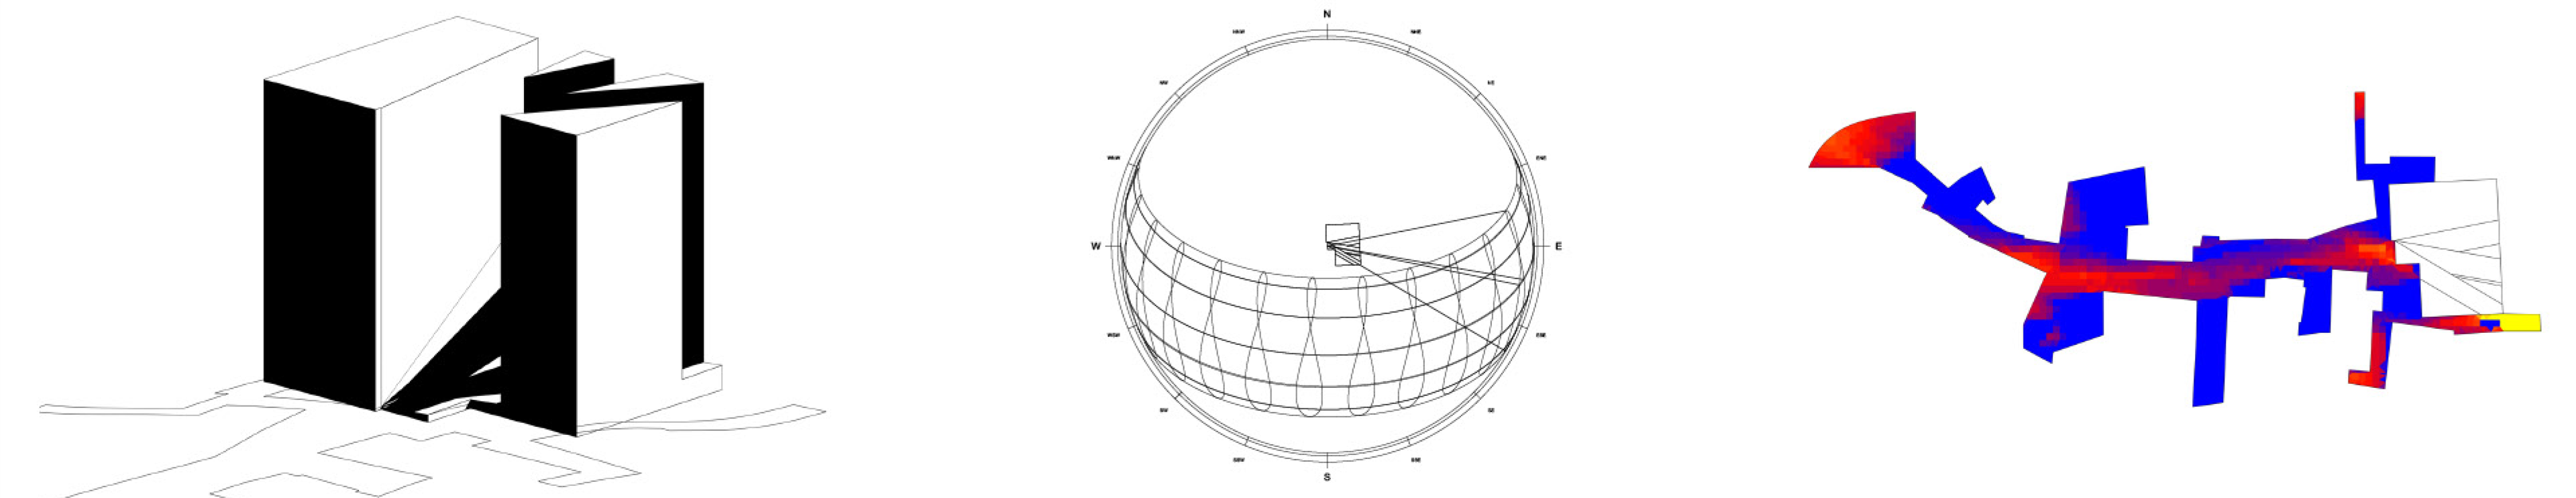 N
NNW NNE
NW NE
WNW ENE
W E
WSW ESE
SW SE
SSW SSE
S